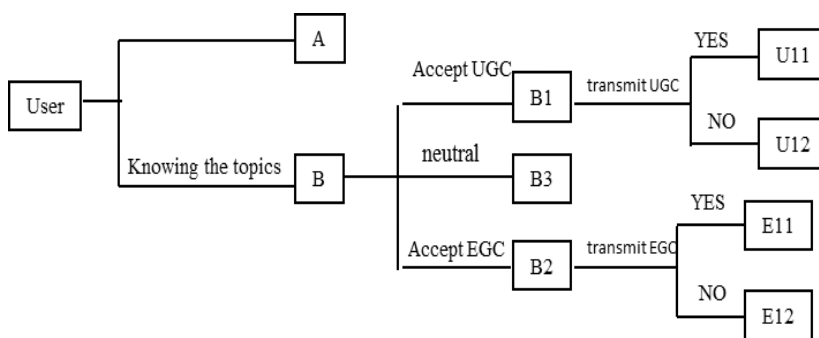 A
User
Knowing the topics
B
Accept UGC
B1
transmit UGC
YES
U11
NO
U12
neutral
B3
Accept EGC
B2
transmit EGC
YES
E11
NO
E12